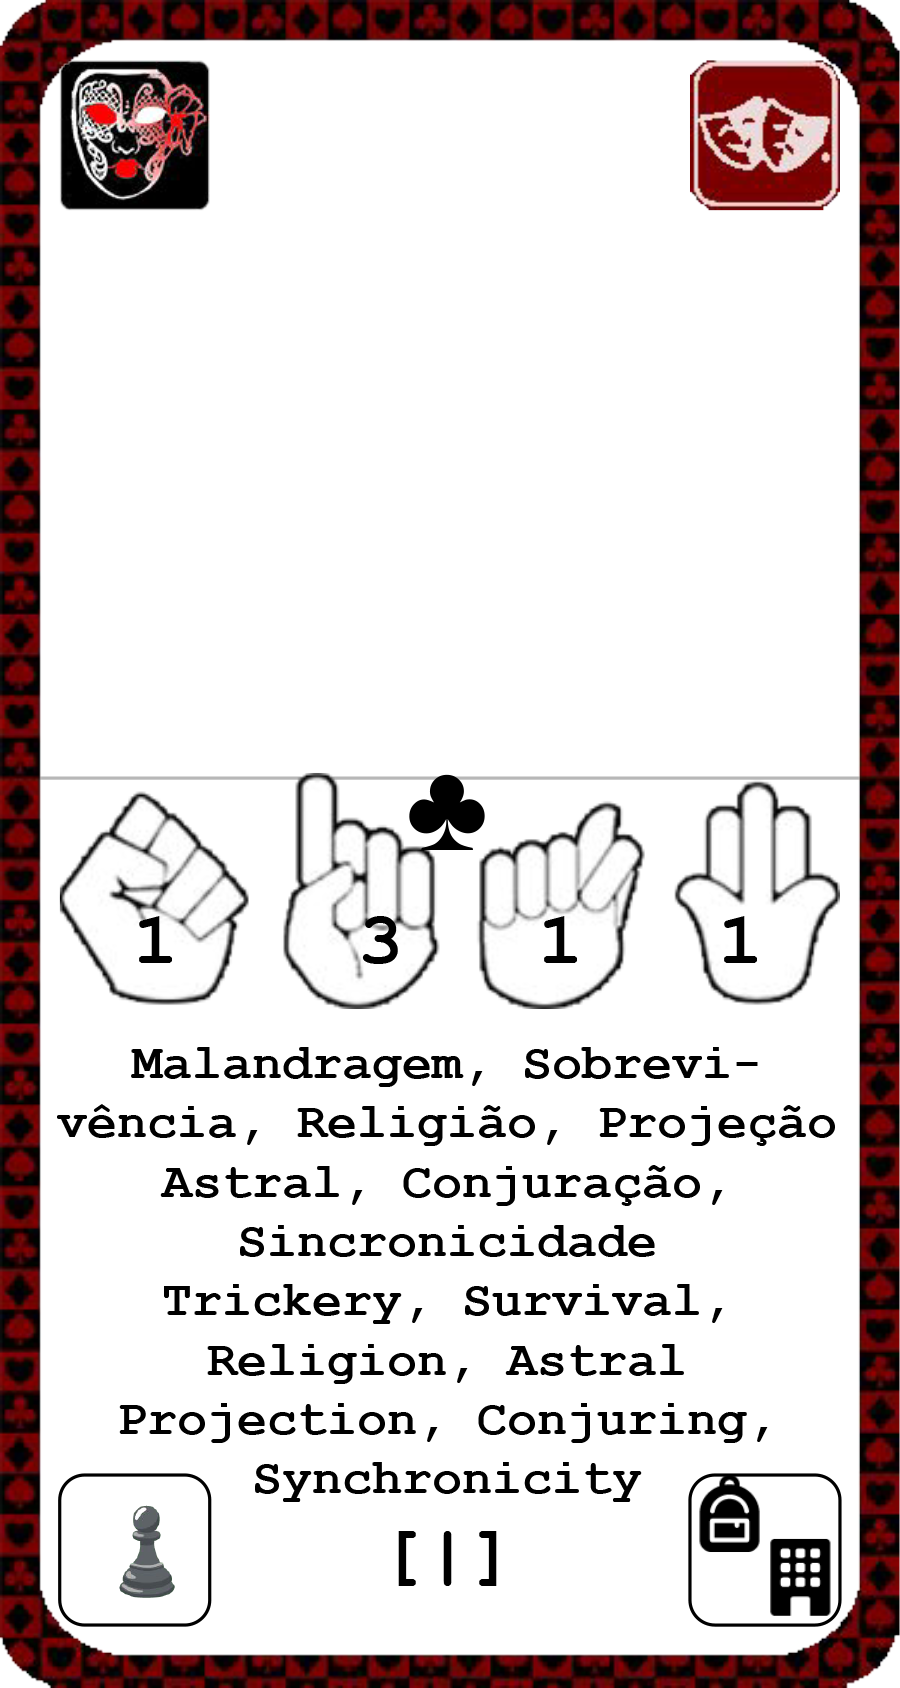 1 3 1 1
Malandragem, Sobrevi-
vência, Religião, Projeção
Astral, Conjuração,
Sincronicidade
Trickery, Survival,
Religion, Astral
Projection, Conjuring,
Synchronicity
[|]